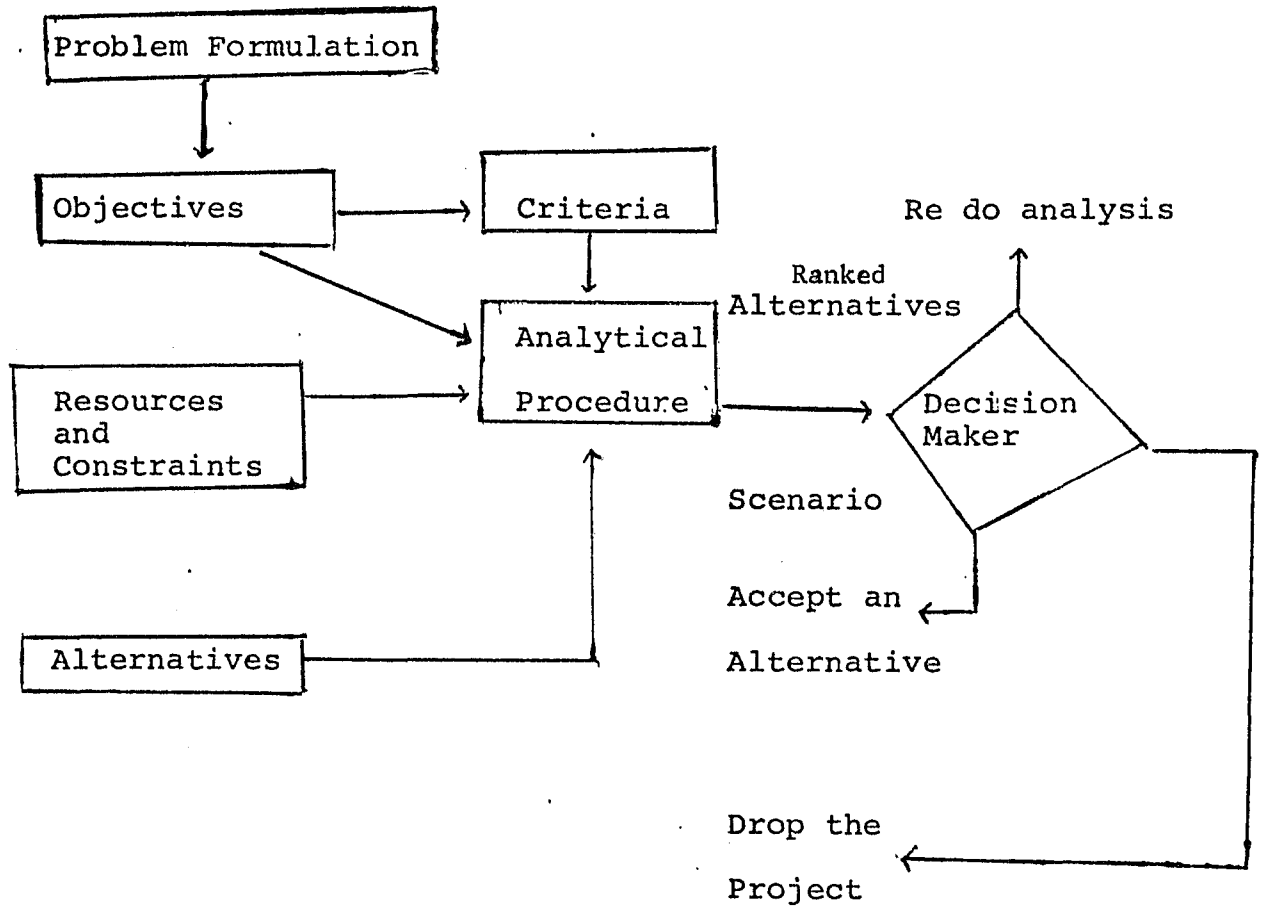 Problem Formulation
Objectives
Criteria
Re do analysis
Ranked
Alternatives
Analytical
Procedure
Resources
and
Constraints
Decision
Maker
Scenario
Accept an
Alternative
Alternatives
Drop the
Project